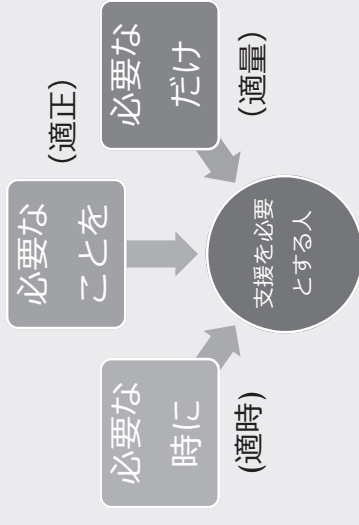 必要な
時に
(適時)
必要な
ことを
(適正)
必要な
だけ
(適量)
支援を必要
とする人